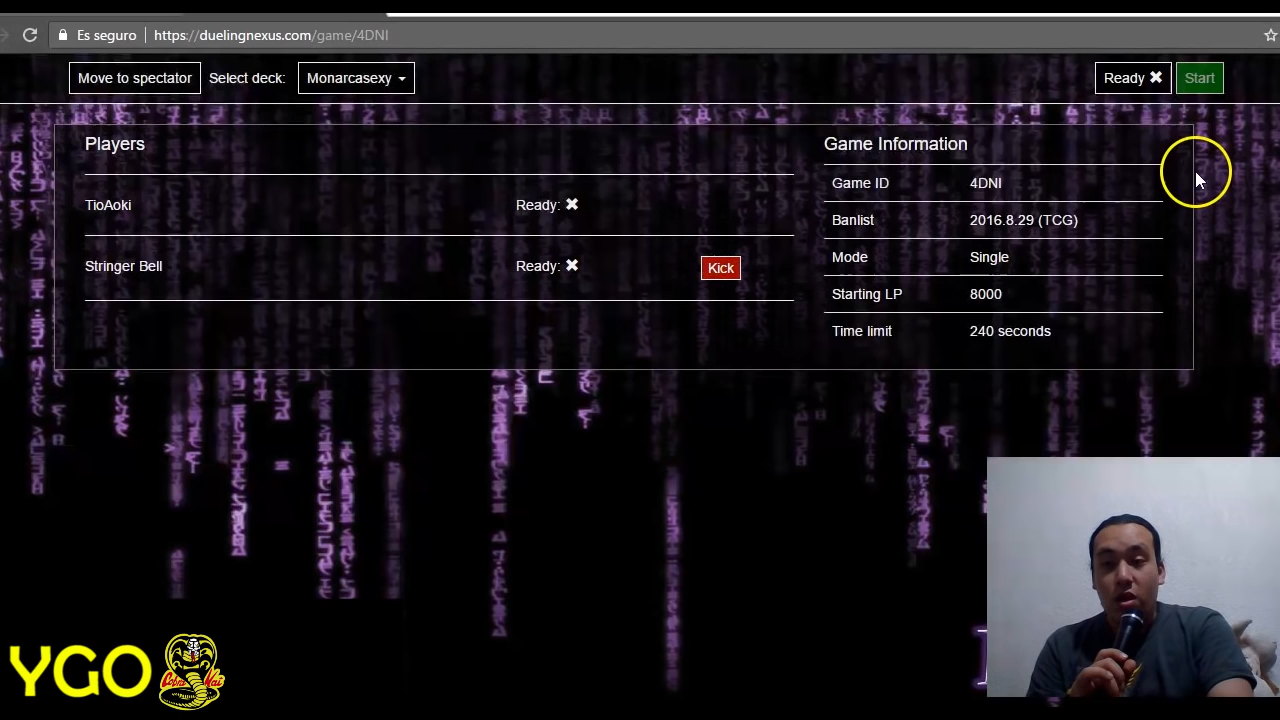 Es seguro https://duelingnexus.com/game/4DNI
Move to spectator Select deck: Monarcasexy Ready ✖ Start
Players
TioAoki Ready: ✖
Stringer Bell Ready: ✖ Kick
Game Information
Game ID 4DNI
Banlist 2016.8.29 (TCG)
Mode Single
Starting LP 8000
Time limit 240 seconds
YGO
Cobra Kai